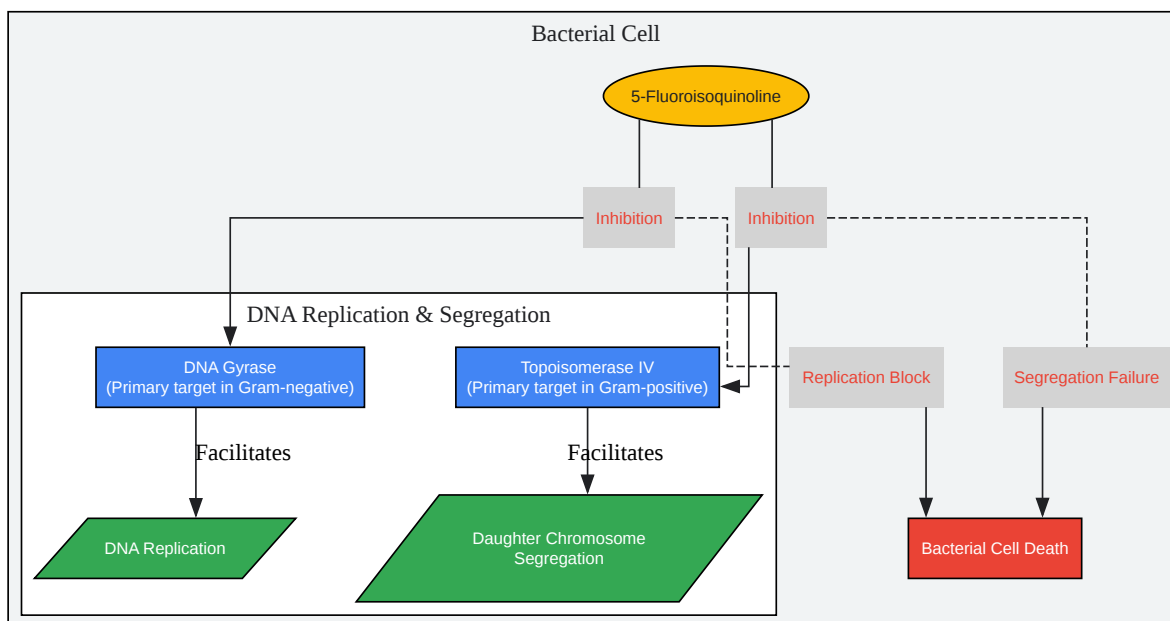 Bacterial Cell
5-Fluoroisoquinoline
Inhibition
Inhibition
DNA Replication & Segregation
DNA Gyrase
(Primary target in Gram-negative)
Topoisomerase IV
(Primary target in Gram-positive)
Replication Block
Segregation Failure
Facilitates
Facilitates
DNA Replication
Daughter Chromosome
Segregation
Bacterial Cell Death